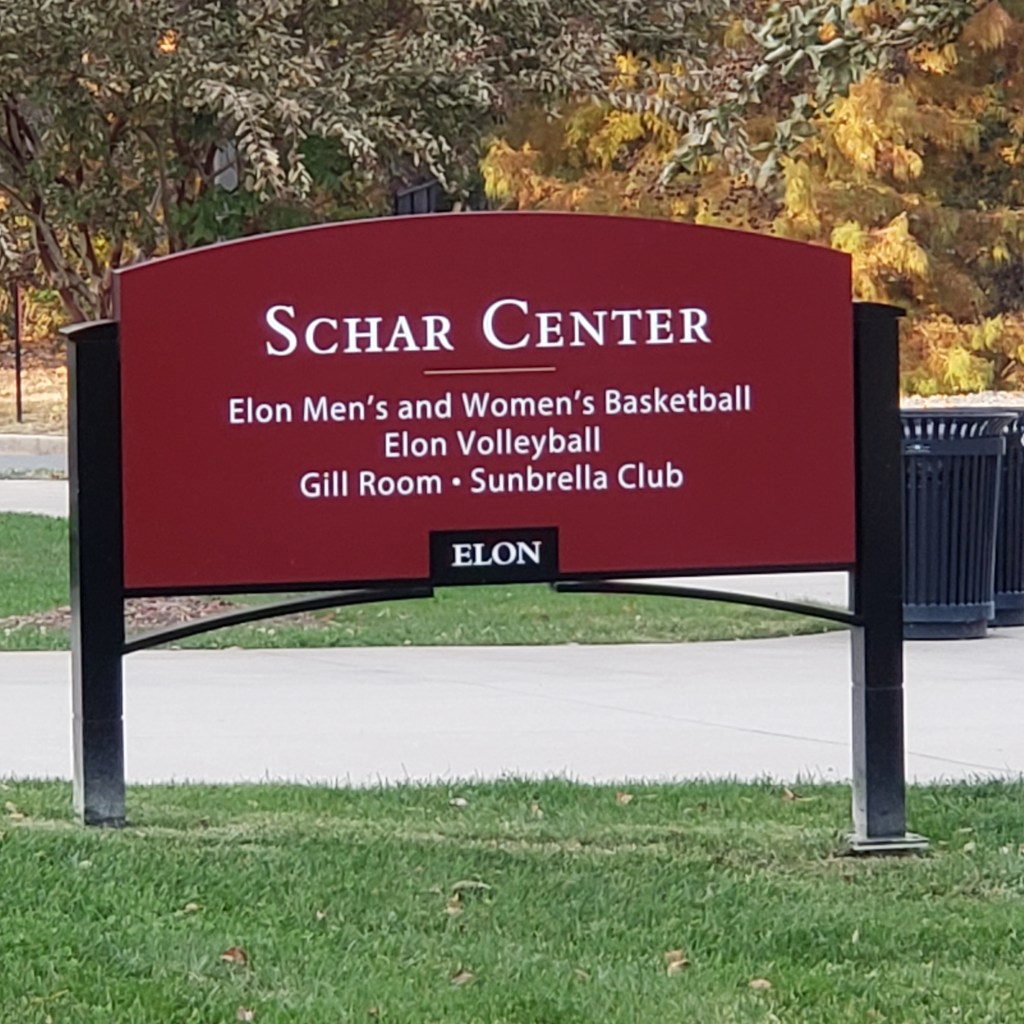 SCHAR CENTER
Elon Men's and Women's Basketball
Elon Volleyball
Gill Room • Sunbrella Club
ELON